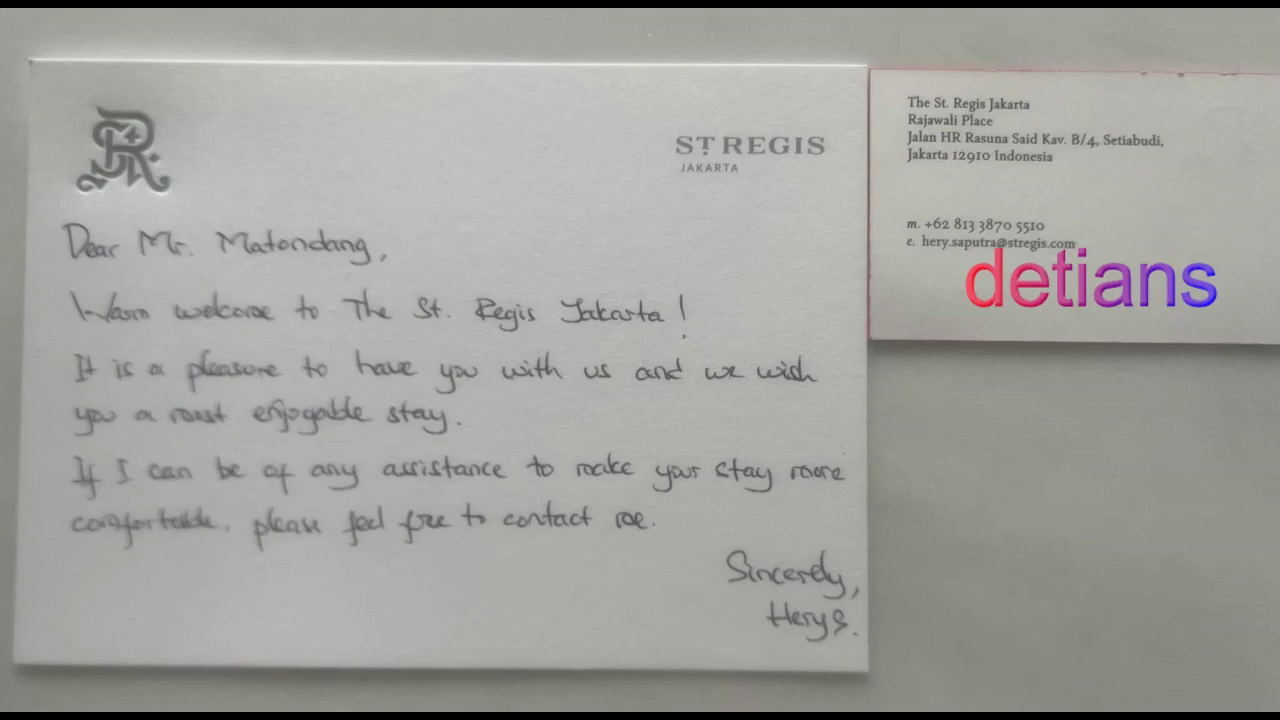 ST REGIS
JAKARTA
Dear Mr. Matondang,
Warm welcome to The St. Regis Jakarta!
It is a pleasure to have you with us and we wish
you a most enjoyable stay.
If I can be of any assistance to make your stay more
comfortable, please feel free to contact me.
Sincerely,
Hery S.
The St. Regis Jakarta
Rajawali Place
Jalan HR Rasuna Said Kav. B/4, Setiabudi,
Jakarta 12910 Indonesia
m. +62 813 3870 5510
e. hery.saputra@stregis.com
detians